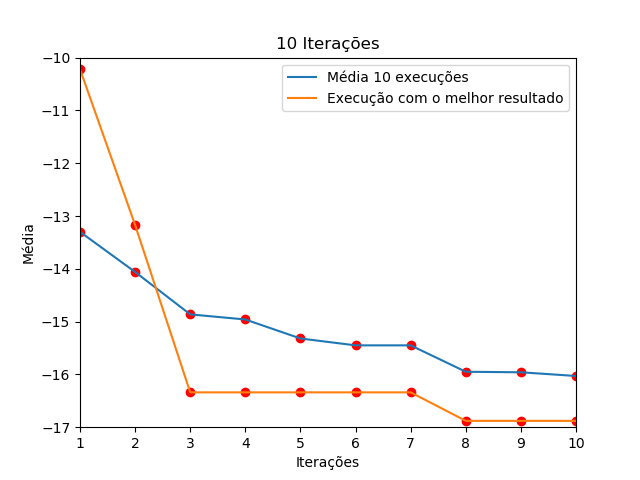 10 Iterações
Média 10 execuções
Execução com o melhor resultado
Média
−10
−11
−12
−13
−14
−15
−16
−17
1 2 3 4 5 6 7 8 9 10
Iterações